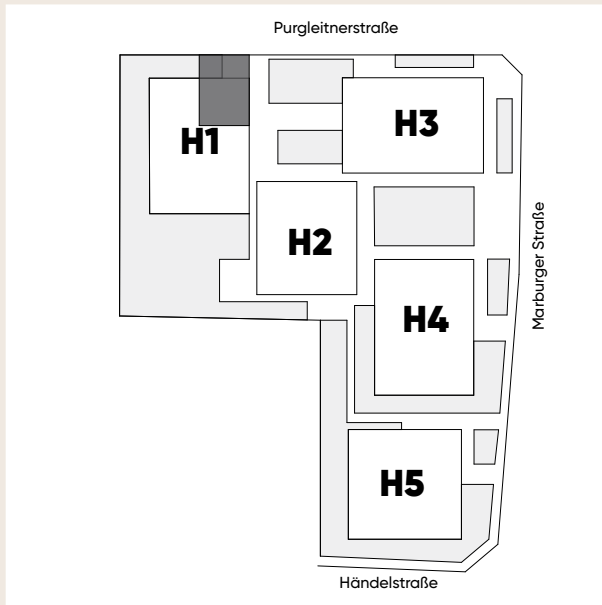 Purgleitnerstraße
H3
H1
H2
Marburger Straße
H4
H5
Händelstraße